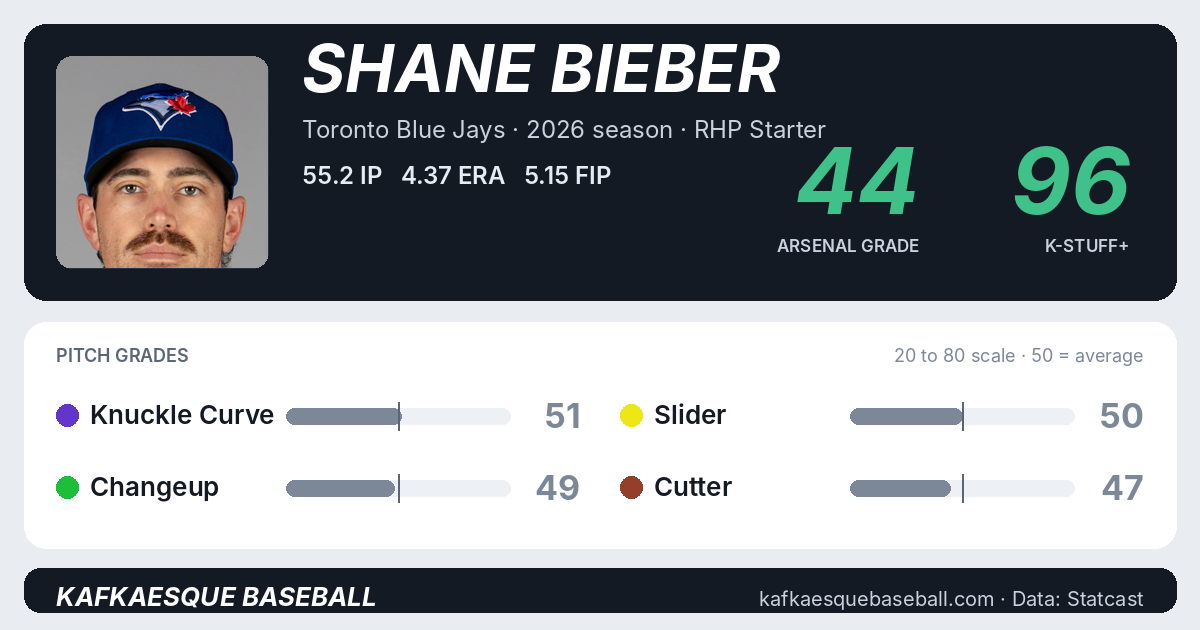 SHANE BIEBER
Toronto Blue Jays · 2026 season · RHP Starter
55.2 IP 4.37 ERA 5.15 FIP
44 96
ARSENAL GRADE K-STUFF+
PITCH GRADES 20 to 80 scale · 50 = average
Knuckle Curve 51 Slider 50
Changeup 49 Cutter 47
KAFKAESQUE BASEBALL kafkaesquebaseball.com · Data: Statcast